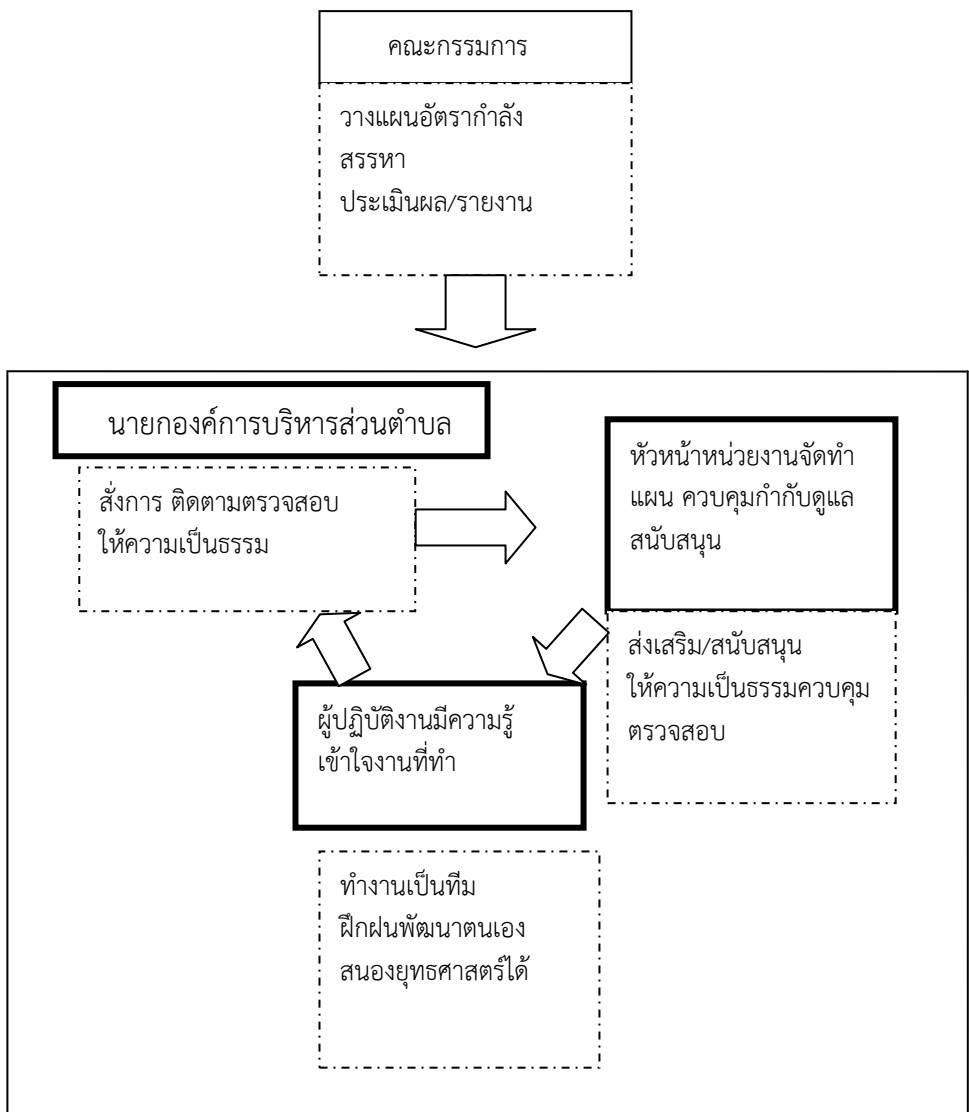 คณะกรรมการ
วางแผนอัตรากำลัง
สรรหา
ประเมินผล/รายงาน
นายกองค์การบริหารส่วนตำบล
สั่งการ ติดตามตรวจสอบ
ให้ความเป็นธรรม
หัวหน้าหน่วยงานจัดทำ
แผน ควบคุมกำกับดูแล
สนับสนุน
ส่งเสริม/สนับสนุน
ให้ความเป็นธรรมควบคุม
ตรวจสอบ
ผู้ปฏิบัติงานมีความรู้
เข้าใจงานที่ทำ
ทำงานเป็นทีม
ฝึกฝนพัฒนาตนเอง
สนองยุทธศาสตร์ได้